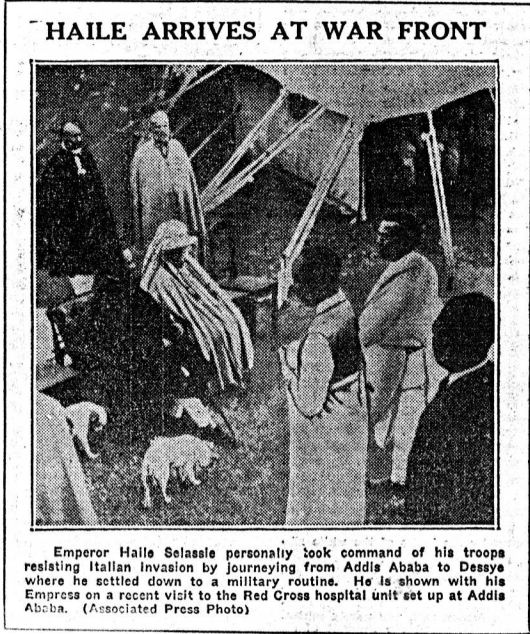 HAILE ARRIVES AT WAR FRONT
Emperor Haile Selassie personally took command of his troops
resisting Italian invasion by journeying from Addis Ababa to Dessye
where he settled down to a military routine. He is shown with his
Empress on a recent visit to the Red Cross hospital unit set up at Addis
Ababa. (Associated Press Photo)